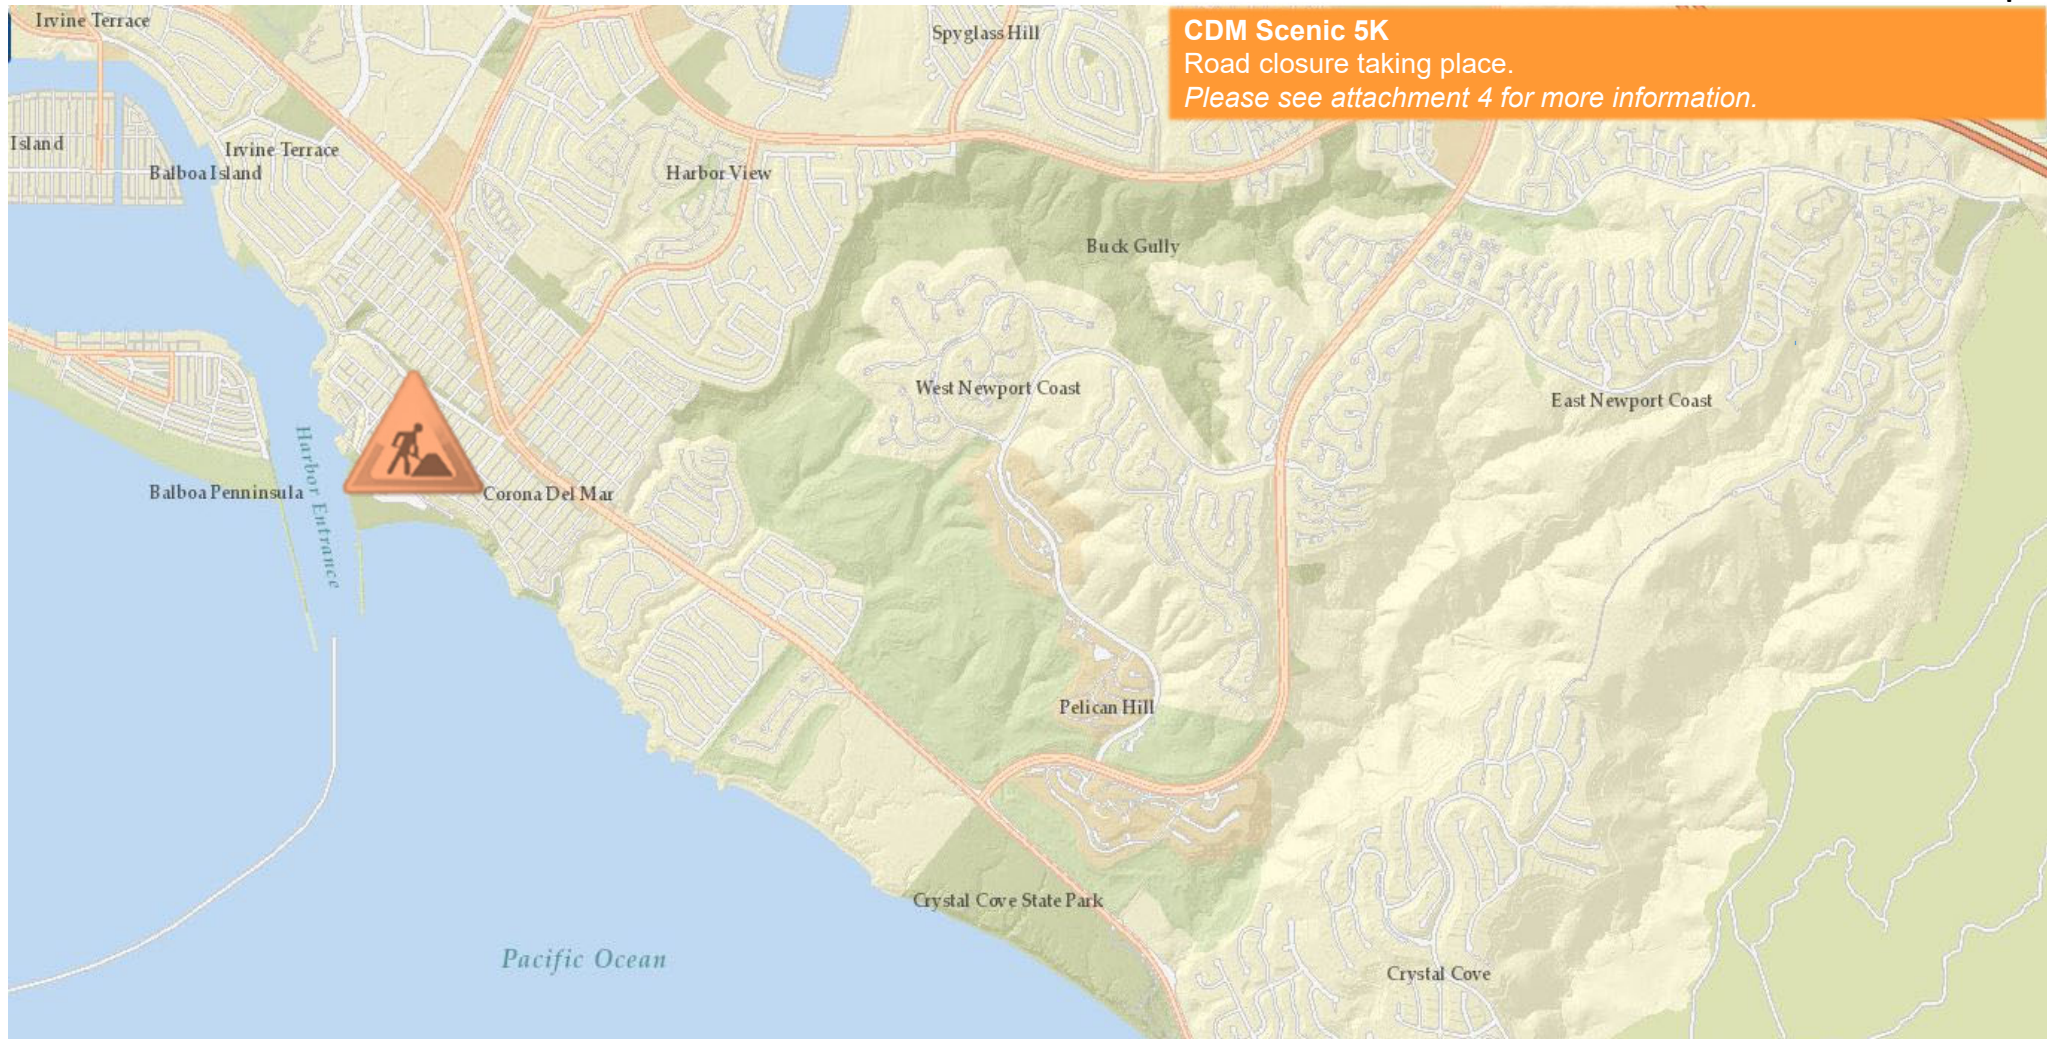 Irvine Terrace
Spyglass Hill
CDM Scenic 5K
Road closure taking place.
Please see attachment 4 for more information.
Island
Irvine Terrace
Balboa Island
Harbor View
Buck Gully
West Newport Coast
East Newport Coast
Harbor Entrance
Balboa Penninsula
Corona Del Mar
Pelican Hill
Crystal Cove State Park
Pacific Ocean
Crystal Cove